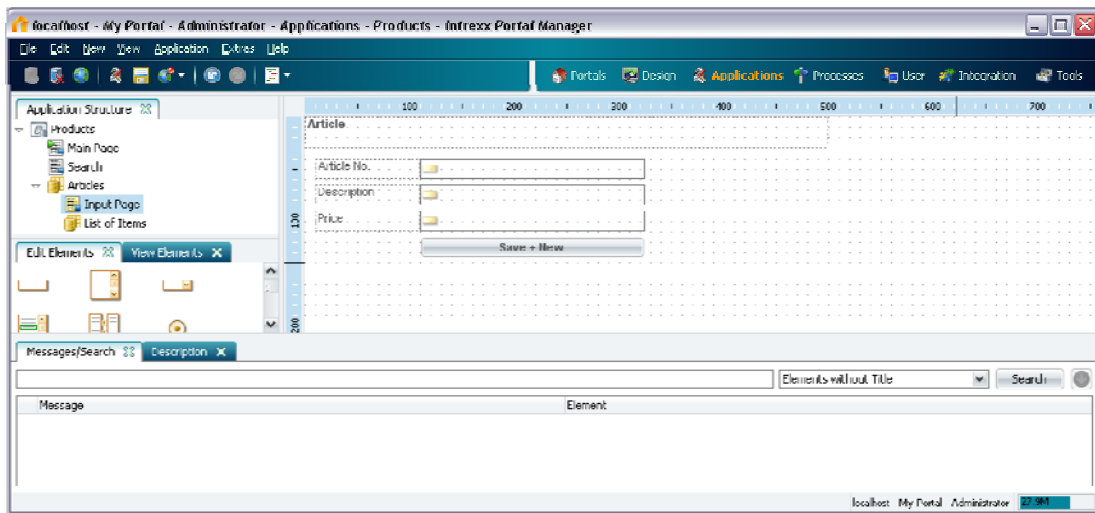 localhost - My Portal - Administrator - Applications - Products - Intrexx Portal Manager
File Edit New View Application Extras Help
Portals Design Applications Processes User Integration Tools
Application Structure
100 200 300 400 500 600 700
Products
Main Page
Search
Articles
Input Page
List of Items
Article
Article No.
Description
Price
Save + New
100
200
Edit Elements View Elements
Messages/Search Description
Elements without Title Search
Message Element
localhost My Portal Administrator 27.9M